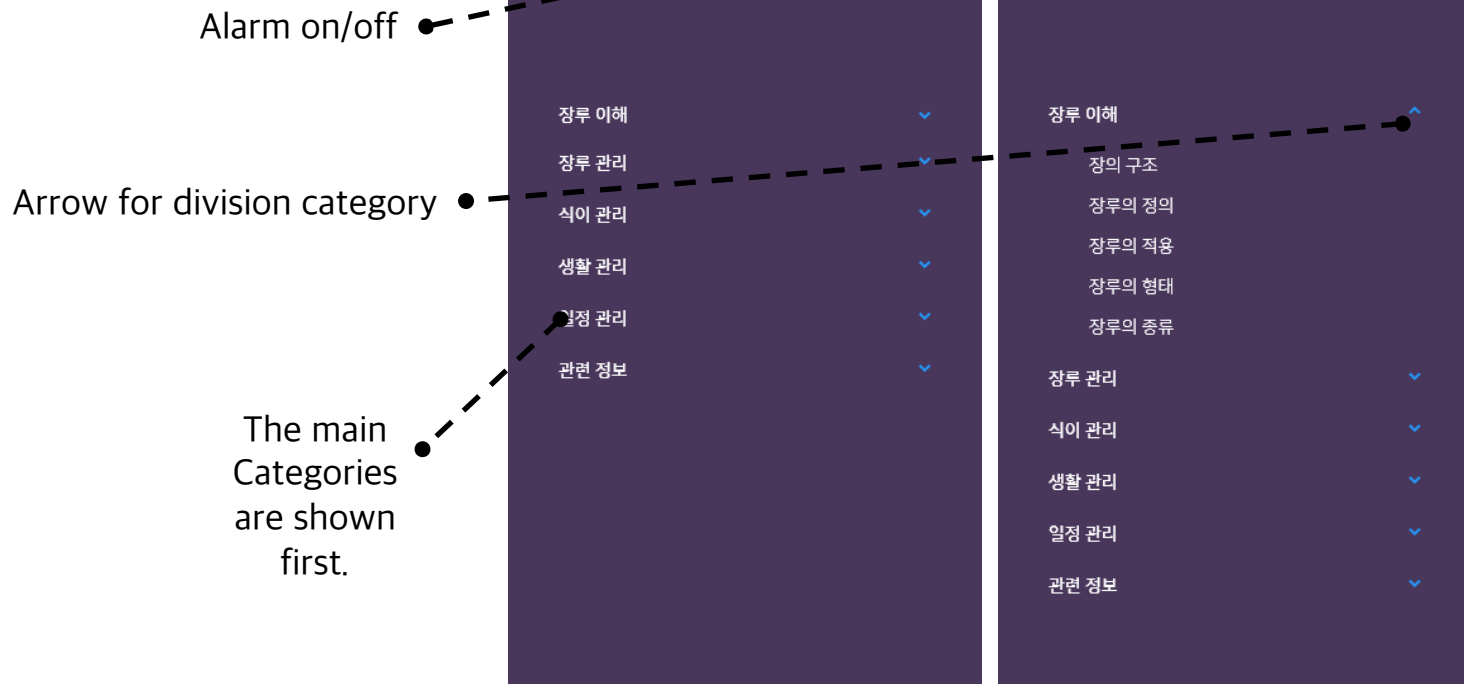 Alarm on/off
Arrow for division category
The main
Categories
are shown
first.
장루 이해
장루 관리
식이 관리
생활 관리
일정 관리
관련 정보
장루 이해
장의 구조
장루의 정의
장루의 적용
장루의 형태
장루의 종류
장루 관리
식이 관리
생활 관리
일정 관리
관련 정보